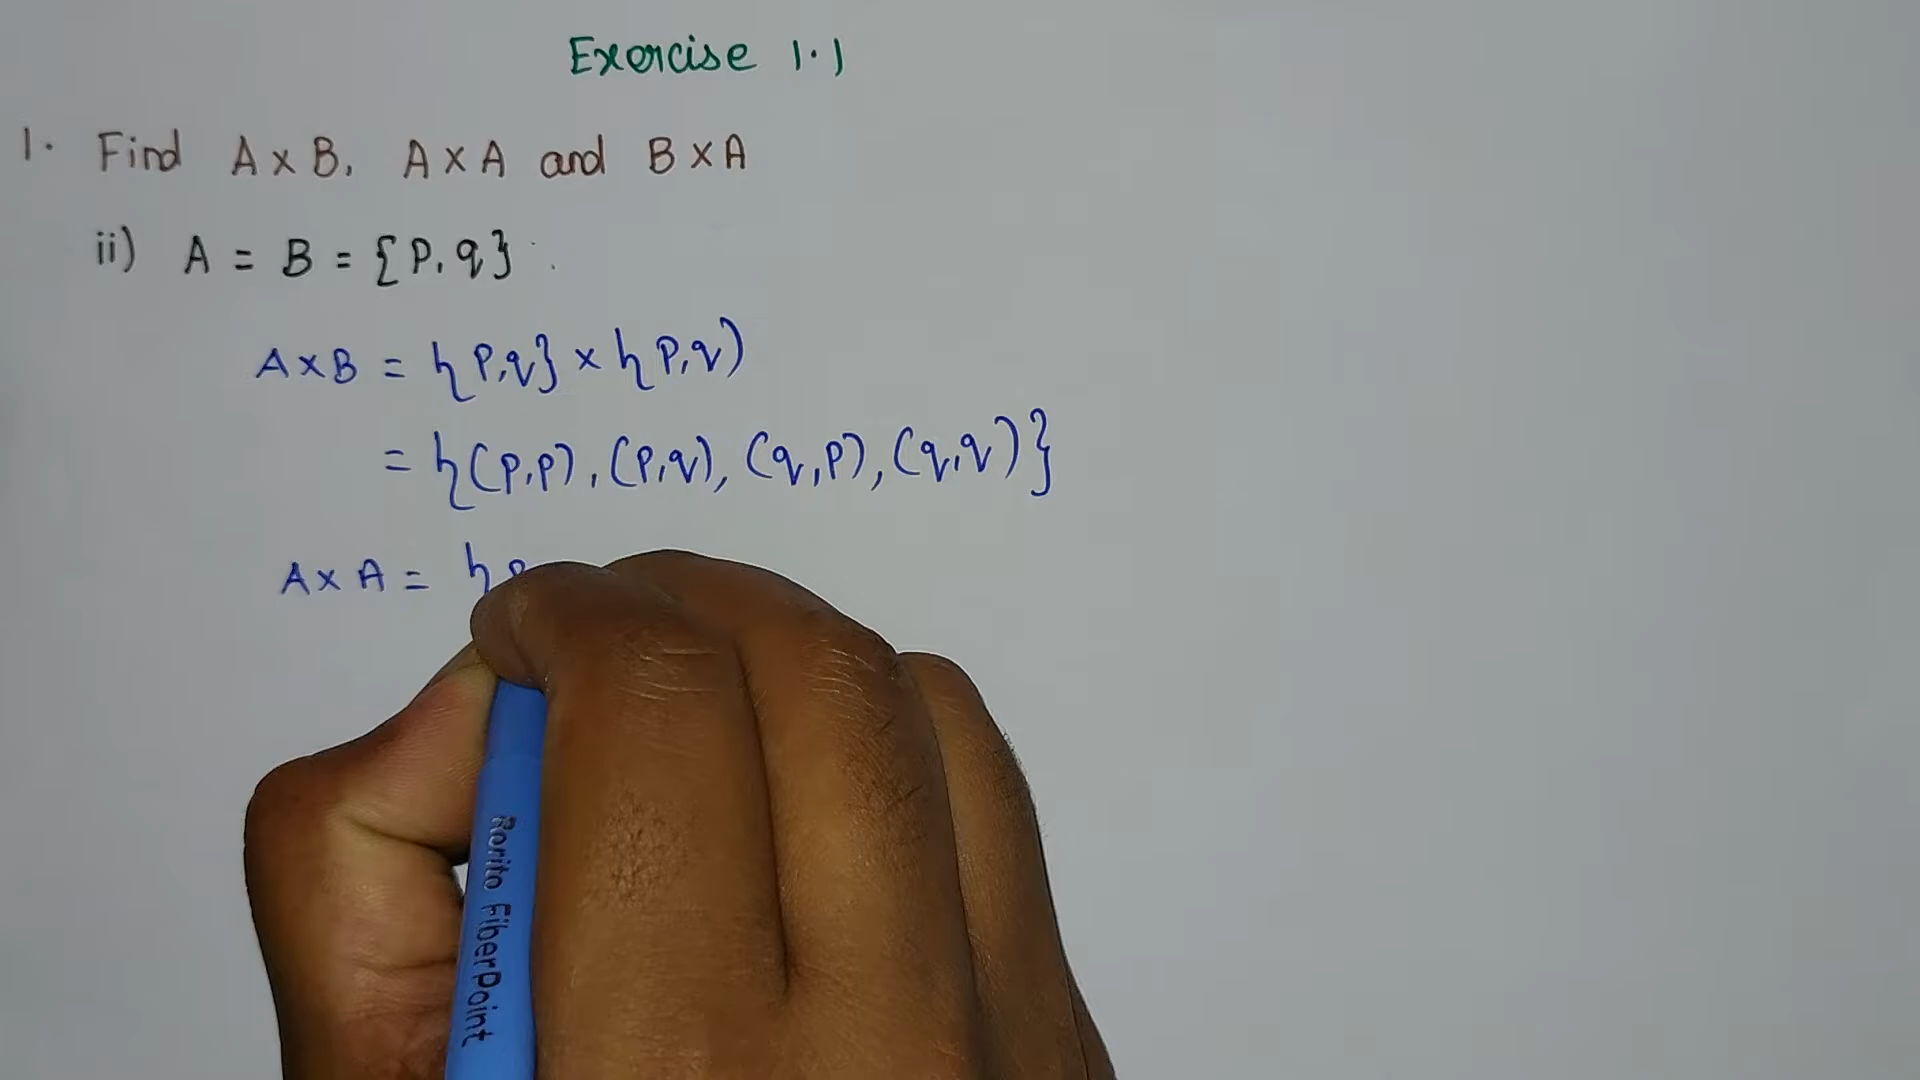 Exercise 1.1
1. Find A x B, A x A and B x A
ii) A = B = {p, q}
A x B = {p, q} x {p, q)
= {(p, p), (p, q), (q, p), (q, q)}
A x A = {p
Rorito FiberPoint